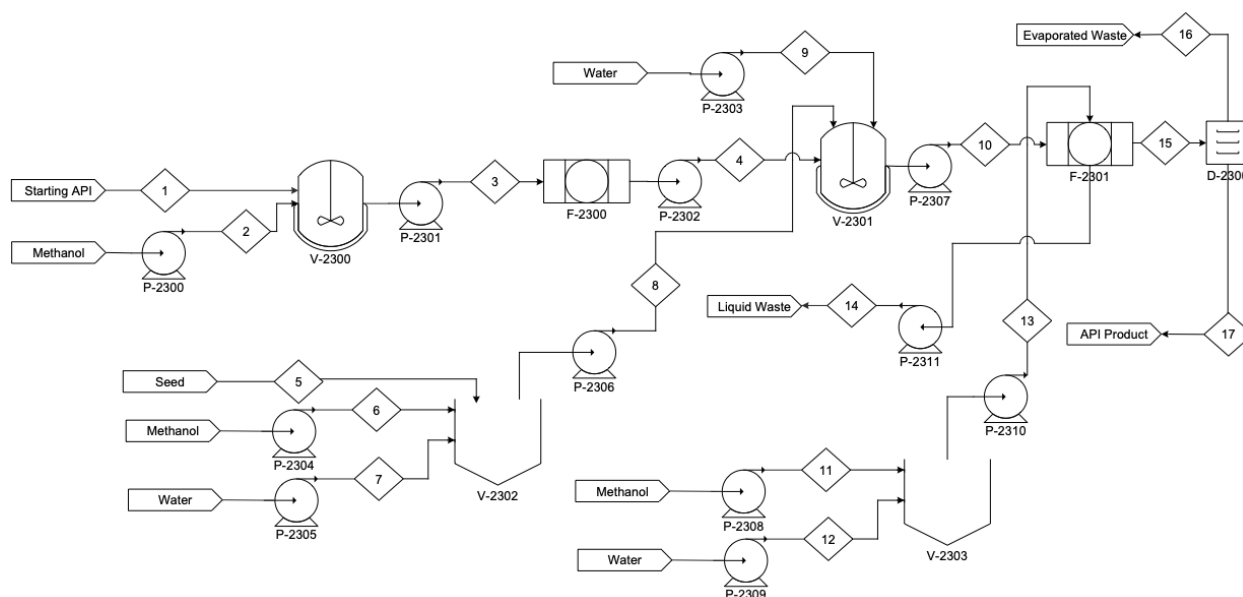 Evaporated Waste
16
Water
9
P-2303
Starting API
1
3
4
10
15
F-2300
P-2302
F-2301
D-2300
P-2301
V-2301
P-2307
Methanol
2
P-2300
V-2300
8
Liquid Waste
14
13
API Product
17
P-2311
P-2306
Seed
5
Methanol
6
P-2304
P-2310
Water
7
P-2305
V-2302
Methanol
11
P-2308
Water
12
P-2309
V-2303